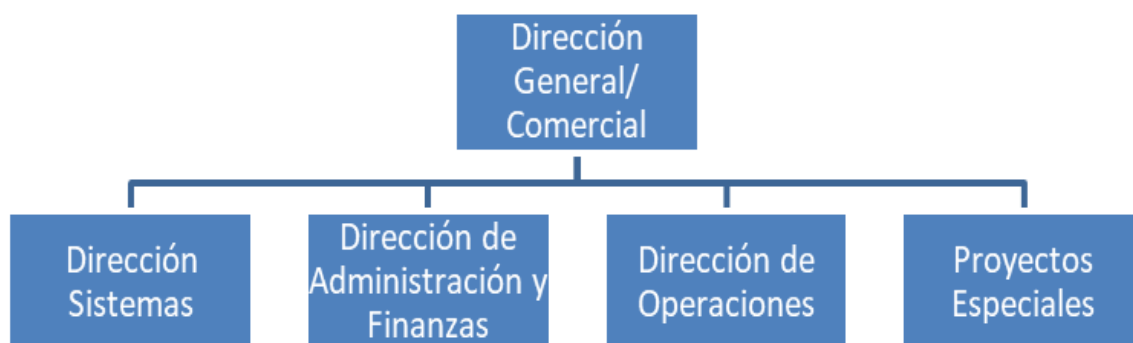 Dirección
General/
Comercial
Dirección
Sistemas
Dirección de
Administración y
Finanzas
Dirección de
Operaciones
Proyectos
Especiales